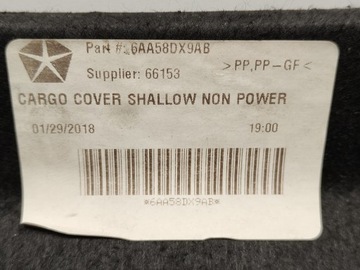 Part #: 6AA58DX9AB
Supplier: 66153 >PP,PP-GF<
CARGO COVER SHALLOW NON POWER
01/29/2018 19:00
*6AA58DX9AB*